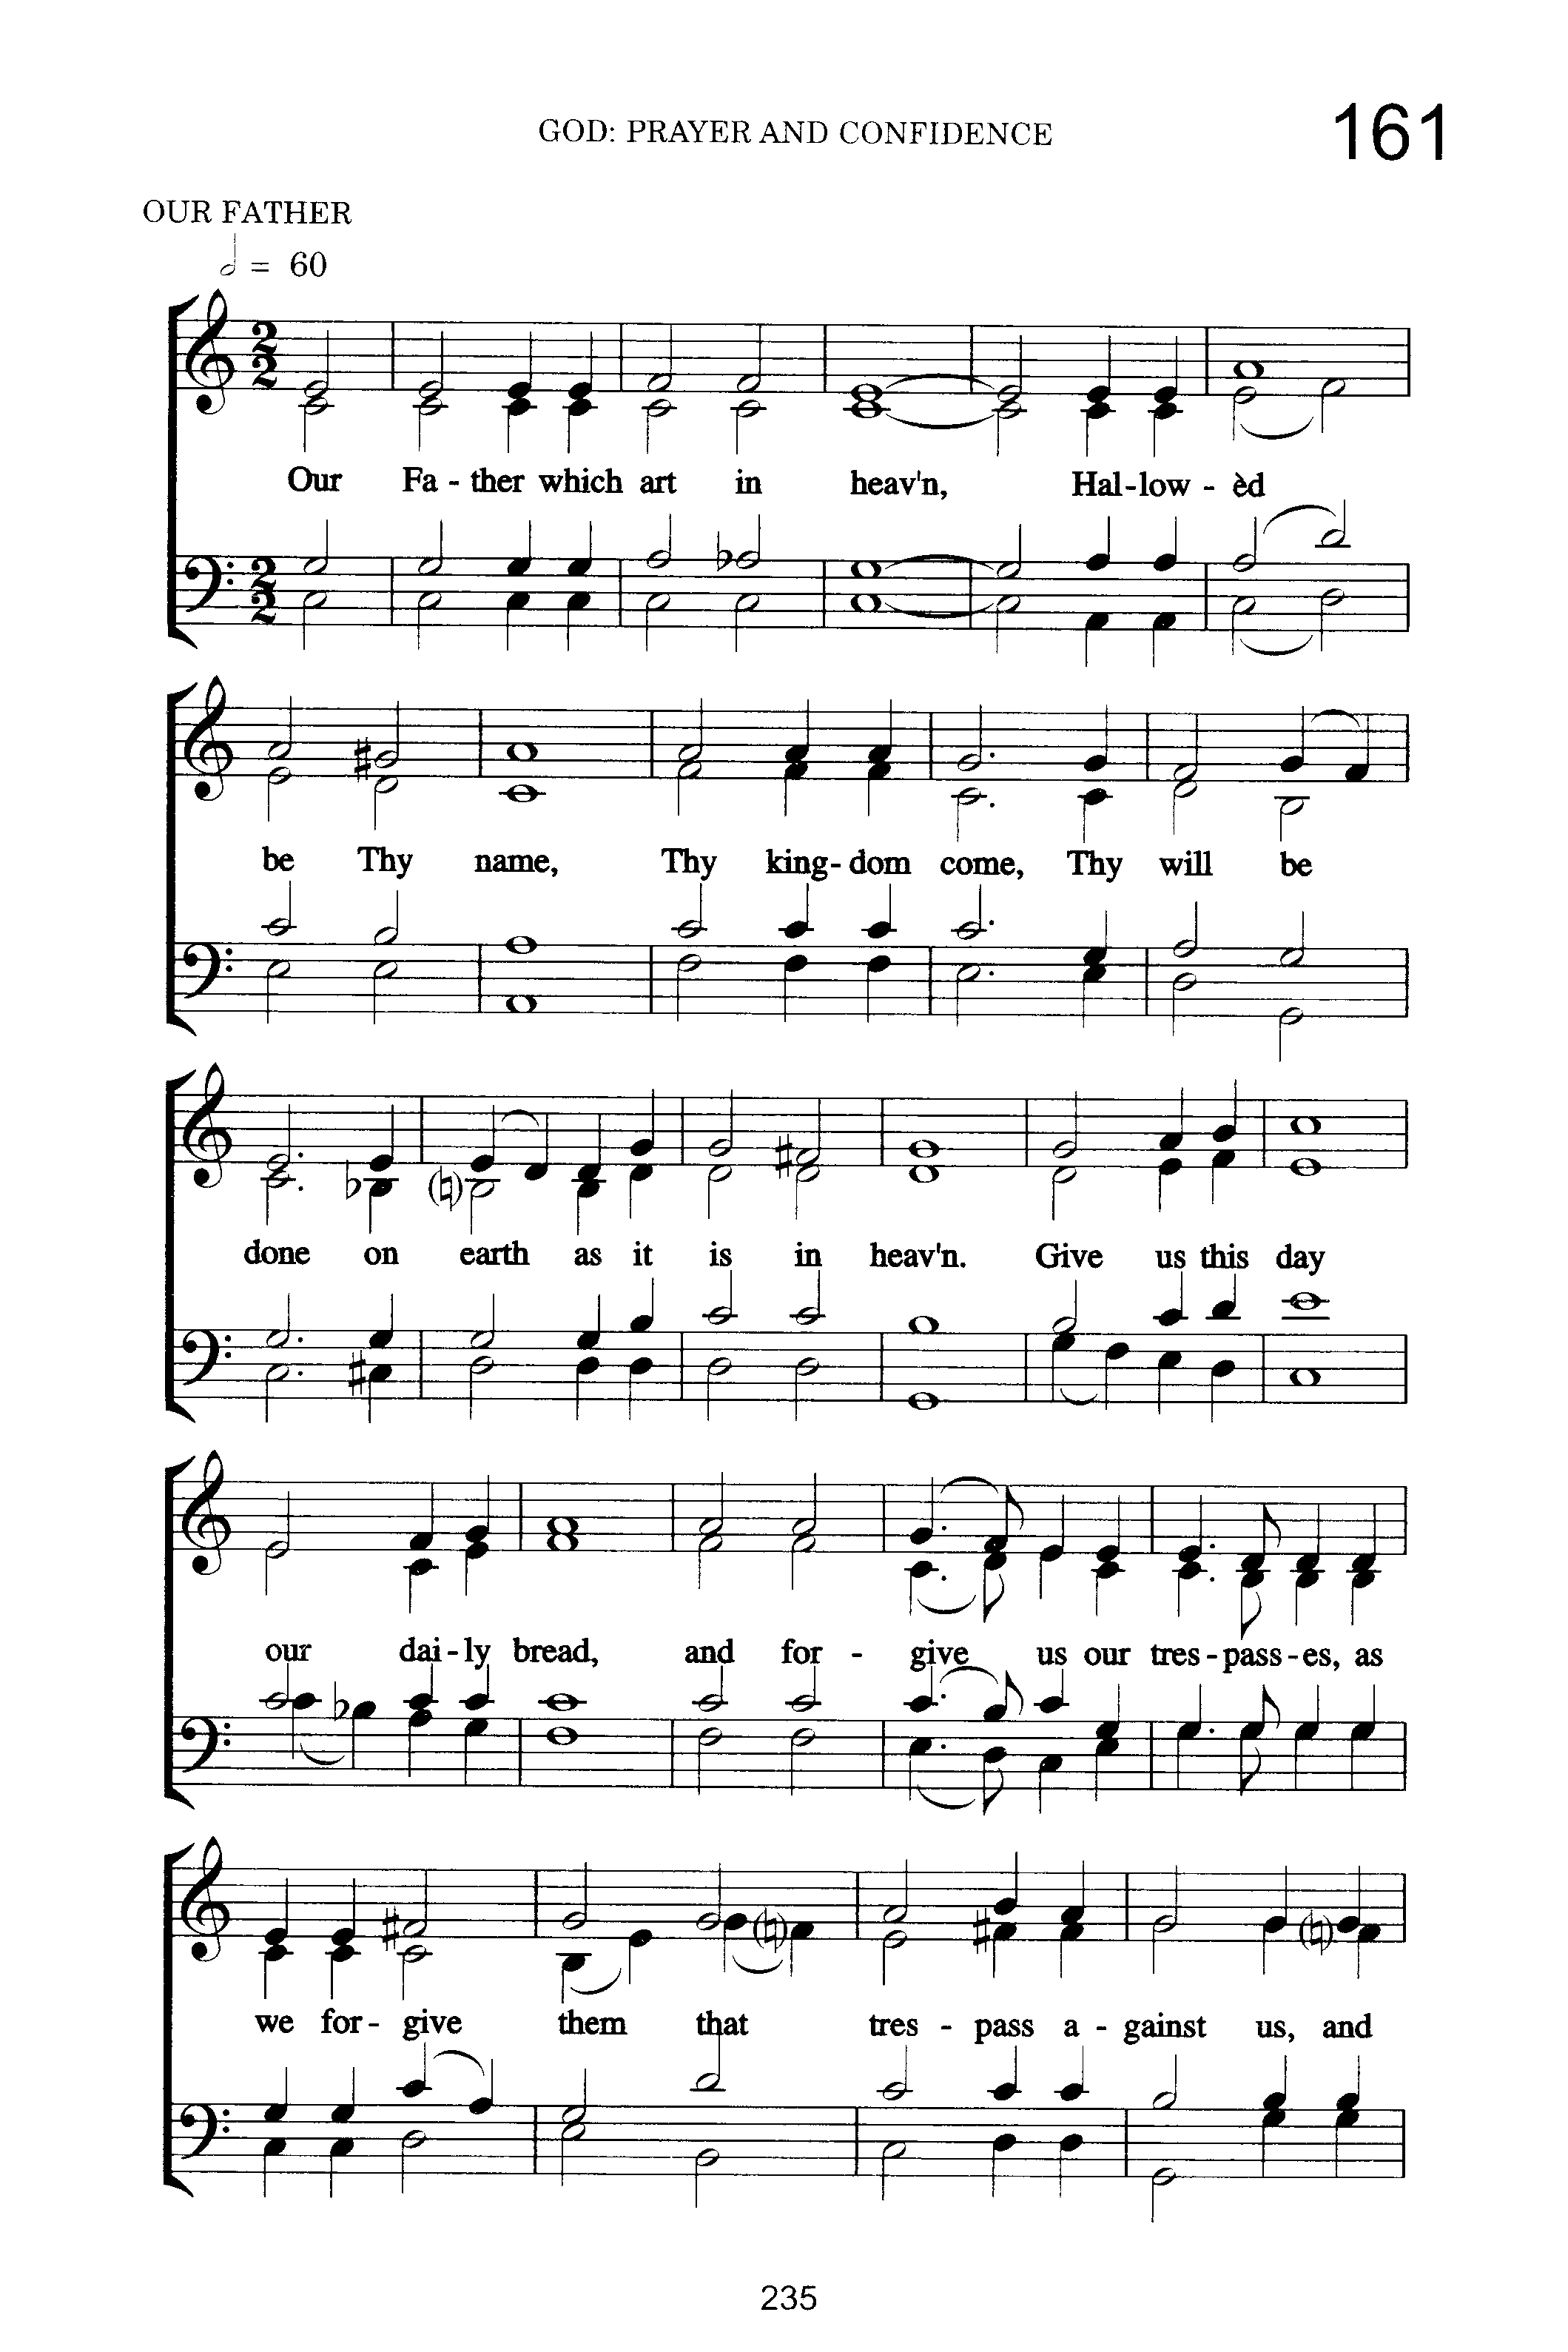 GOD: PRAYER AND CONFIDENCE 161
OUR FATHER
= 60
Our Fa - ther which art in heav'n, Hal - low - èd
be Thy name, Thy king - dom come, Thy will be
done on earth as it is in heav'n. Give us this day
our dai - ly bread, and for - give us our tres - pass - es, as
we for - give them that tres - pass a - gainst us, and
235